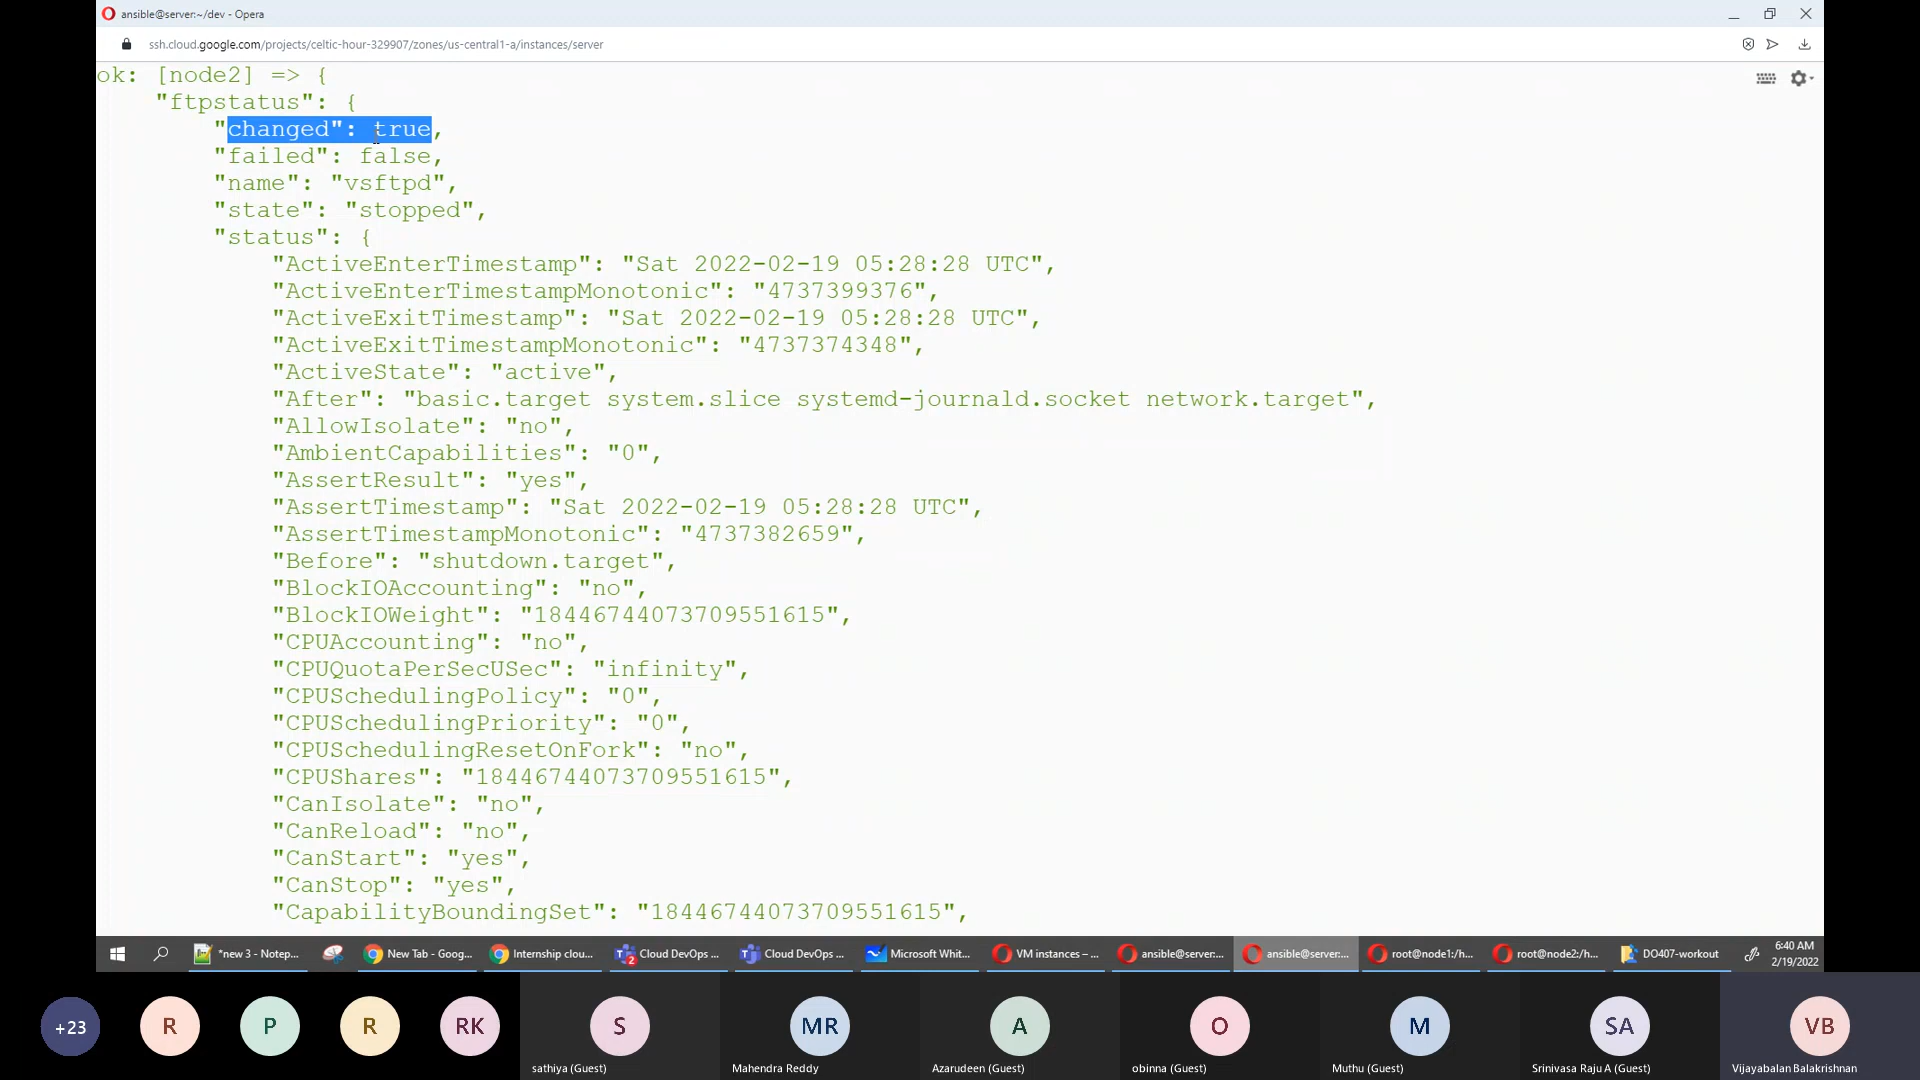 ansible@server:~/dev - Opera
ssh.cloud.google.com/projects/celtic-hour-329907/zones/us-central1-a/instances/server
ok: [node2] => {
"ftpstatus": {
"changed": true,
"failed": false,
"name": "vsftpd",
"state": "stopped",
"status": {
"ActiveEnterTimestamp": "Sat 2022-02-19 05:28:28 UTC",
"ActiveEnterTimestampMonotonic": "4737399376",
"ActiveExitTimestamp": "Sat 2022-02-19 05:28:28 UTC",
"ActiveExitTimestampMonotonic": "4737374348",
"ActiveState": "active",
"After": "basic.target system.slice systemd-journald.socket network.target",
"AllowIsolate": "no",
"AmbientCapabilities": "0",
"AssertResult": "yes",
"AssertTimestamp": "Sat 2022-02-19 05:28:28 UTC",
"AssertTimestampMonotonic": "4737382659",
"Before": "shutdown.target",
"BlockIOAccounting": "no",
"BlockIOWeight": "18446744073709551615",
"CPUAccounting": "no",
"CPUQuotaPerSecUSec": "infinity",
"CPUSchedulingPolicy": "0",
"CPUSchedulingPriority": "0",
"CPUSchedulingResetOnFork": "no",
"CPUShares": "18446744073709551615",
"CanIsolate": "no",
"CanReload": "no",
"CanStart": "yes",
"CanStop": "yes",
"CapabilityBoundingSet": "18446744073709551615",
*new 3 - Notep...
New Tab - Goog...
Internship clou...
2
Cloud DevOps ...
Cloud DevOps ...
Microsoft Whit...
VM instances – ...
ansible@server:...
ansible@server:...
root@node1:/h...
root@node2:/h...
DO407-workout
6:40 AM
2/19/2022
+23
R
P
R
RK
S
sathiya (Guest)
MR
Mahendra Reddy
A
Azarudeen (Guest)
O
obinna (Guest)
M
Muthu (Guest)
SA
Srinivasa Raju A (Guest)
VB
Vijayabalan Balakrishnan